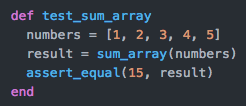 def test_sum_array
  numbers = [1, 2, 3, 4, 5]
  result = sum_array(numbers)
  assert_equal(15, result)
end